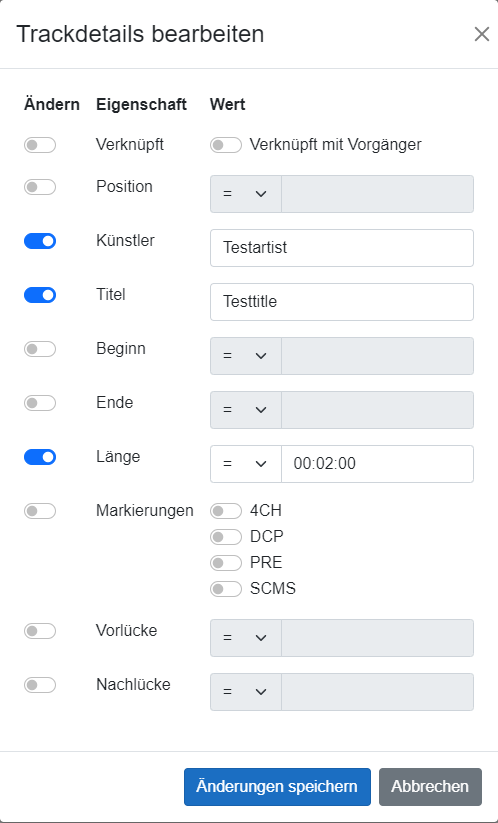 Trackdetails bearbeiten
Ändern Eigenschaft Wert
Verknüpft Verknüpft mit Vorgänger
Position =
Künstler Testartist
Titel Testtitle
Beginn =
Ende =
Länge = 00:02:00
Markierungen 4CH
DCP
PRE
SCMS
Vorlücke =
Nachlücke =
Änderungen speichern Abbrechen